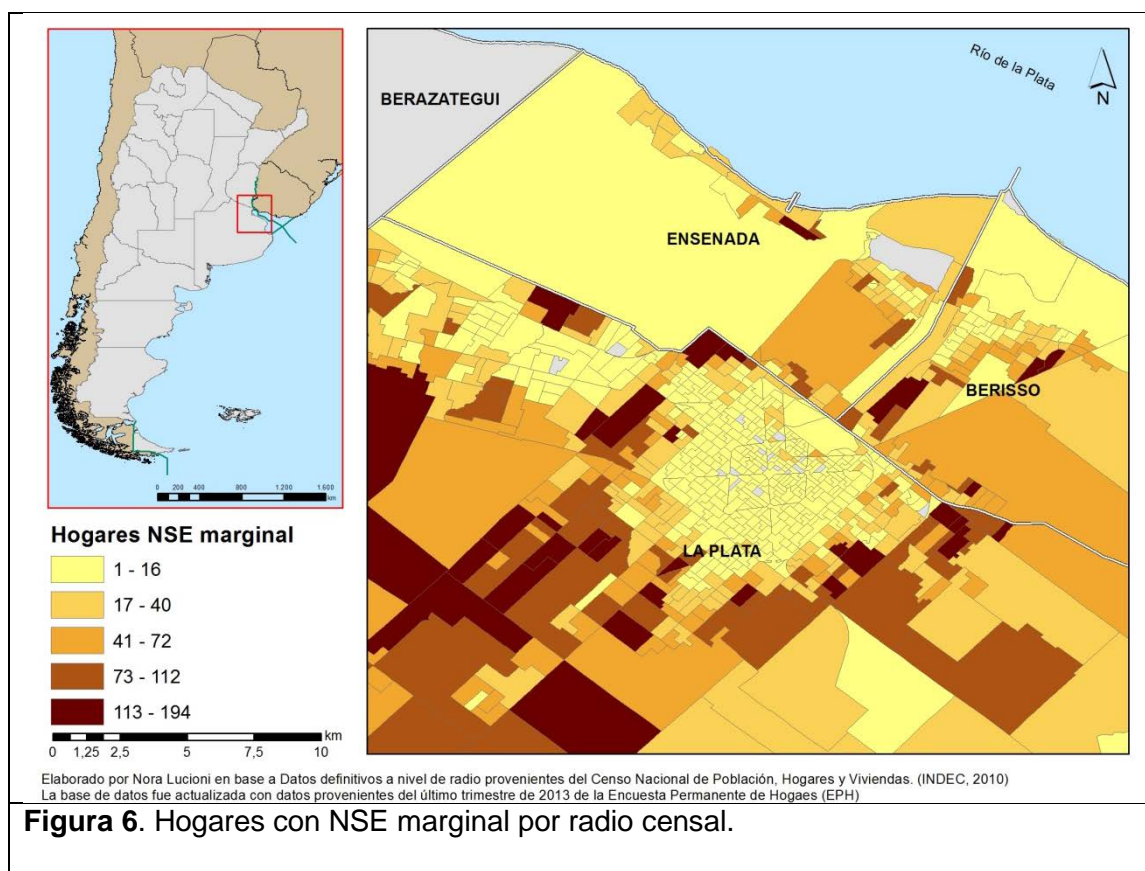 BERAZATEGUI
Río de la Plata
N
ENSENADA
BERISSO
LA PLATA
0 200 400 800 1.200 1.600
km
Hogares NSE marginal
1 - 16
17 - 40
41 - 72
73 - 112
113 - 194
km
0 1,25 2,5 5 7,5 10
Elaborado por Nora Lucioni en base a Datos definitivos a nivel de radio provenientes del Censo Nacional de Población, Hogares y Viviendas. (INDEC, 2010)
La base de datos fue actualizada con datos provenientes del último trimestre de 2013 de la Encuesta Permanente de Hogaes (EPH)
Figura 6. Hogares con NSE marginal por radio censal.